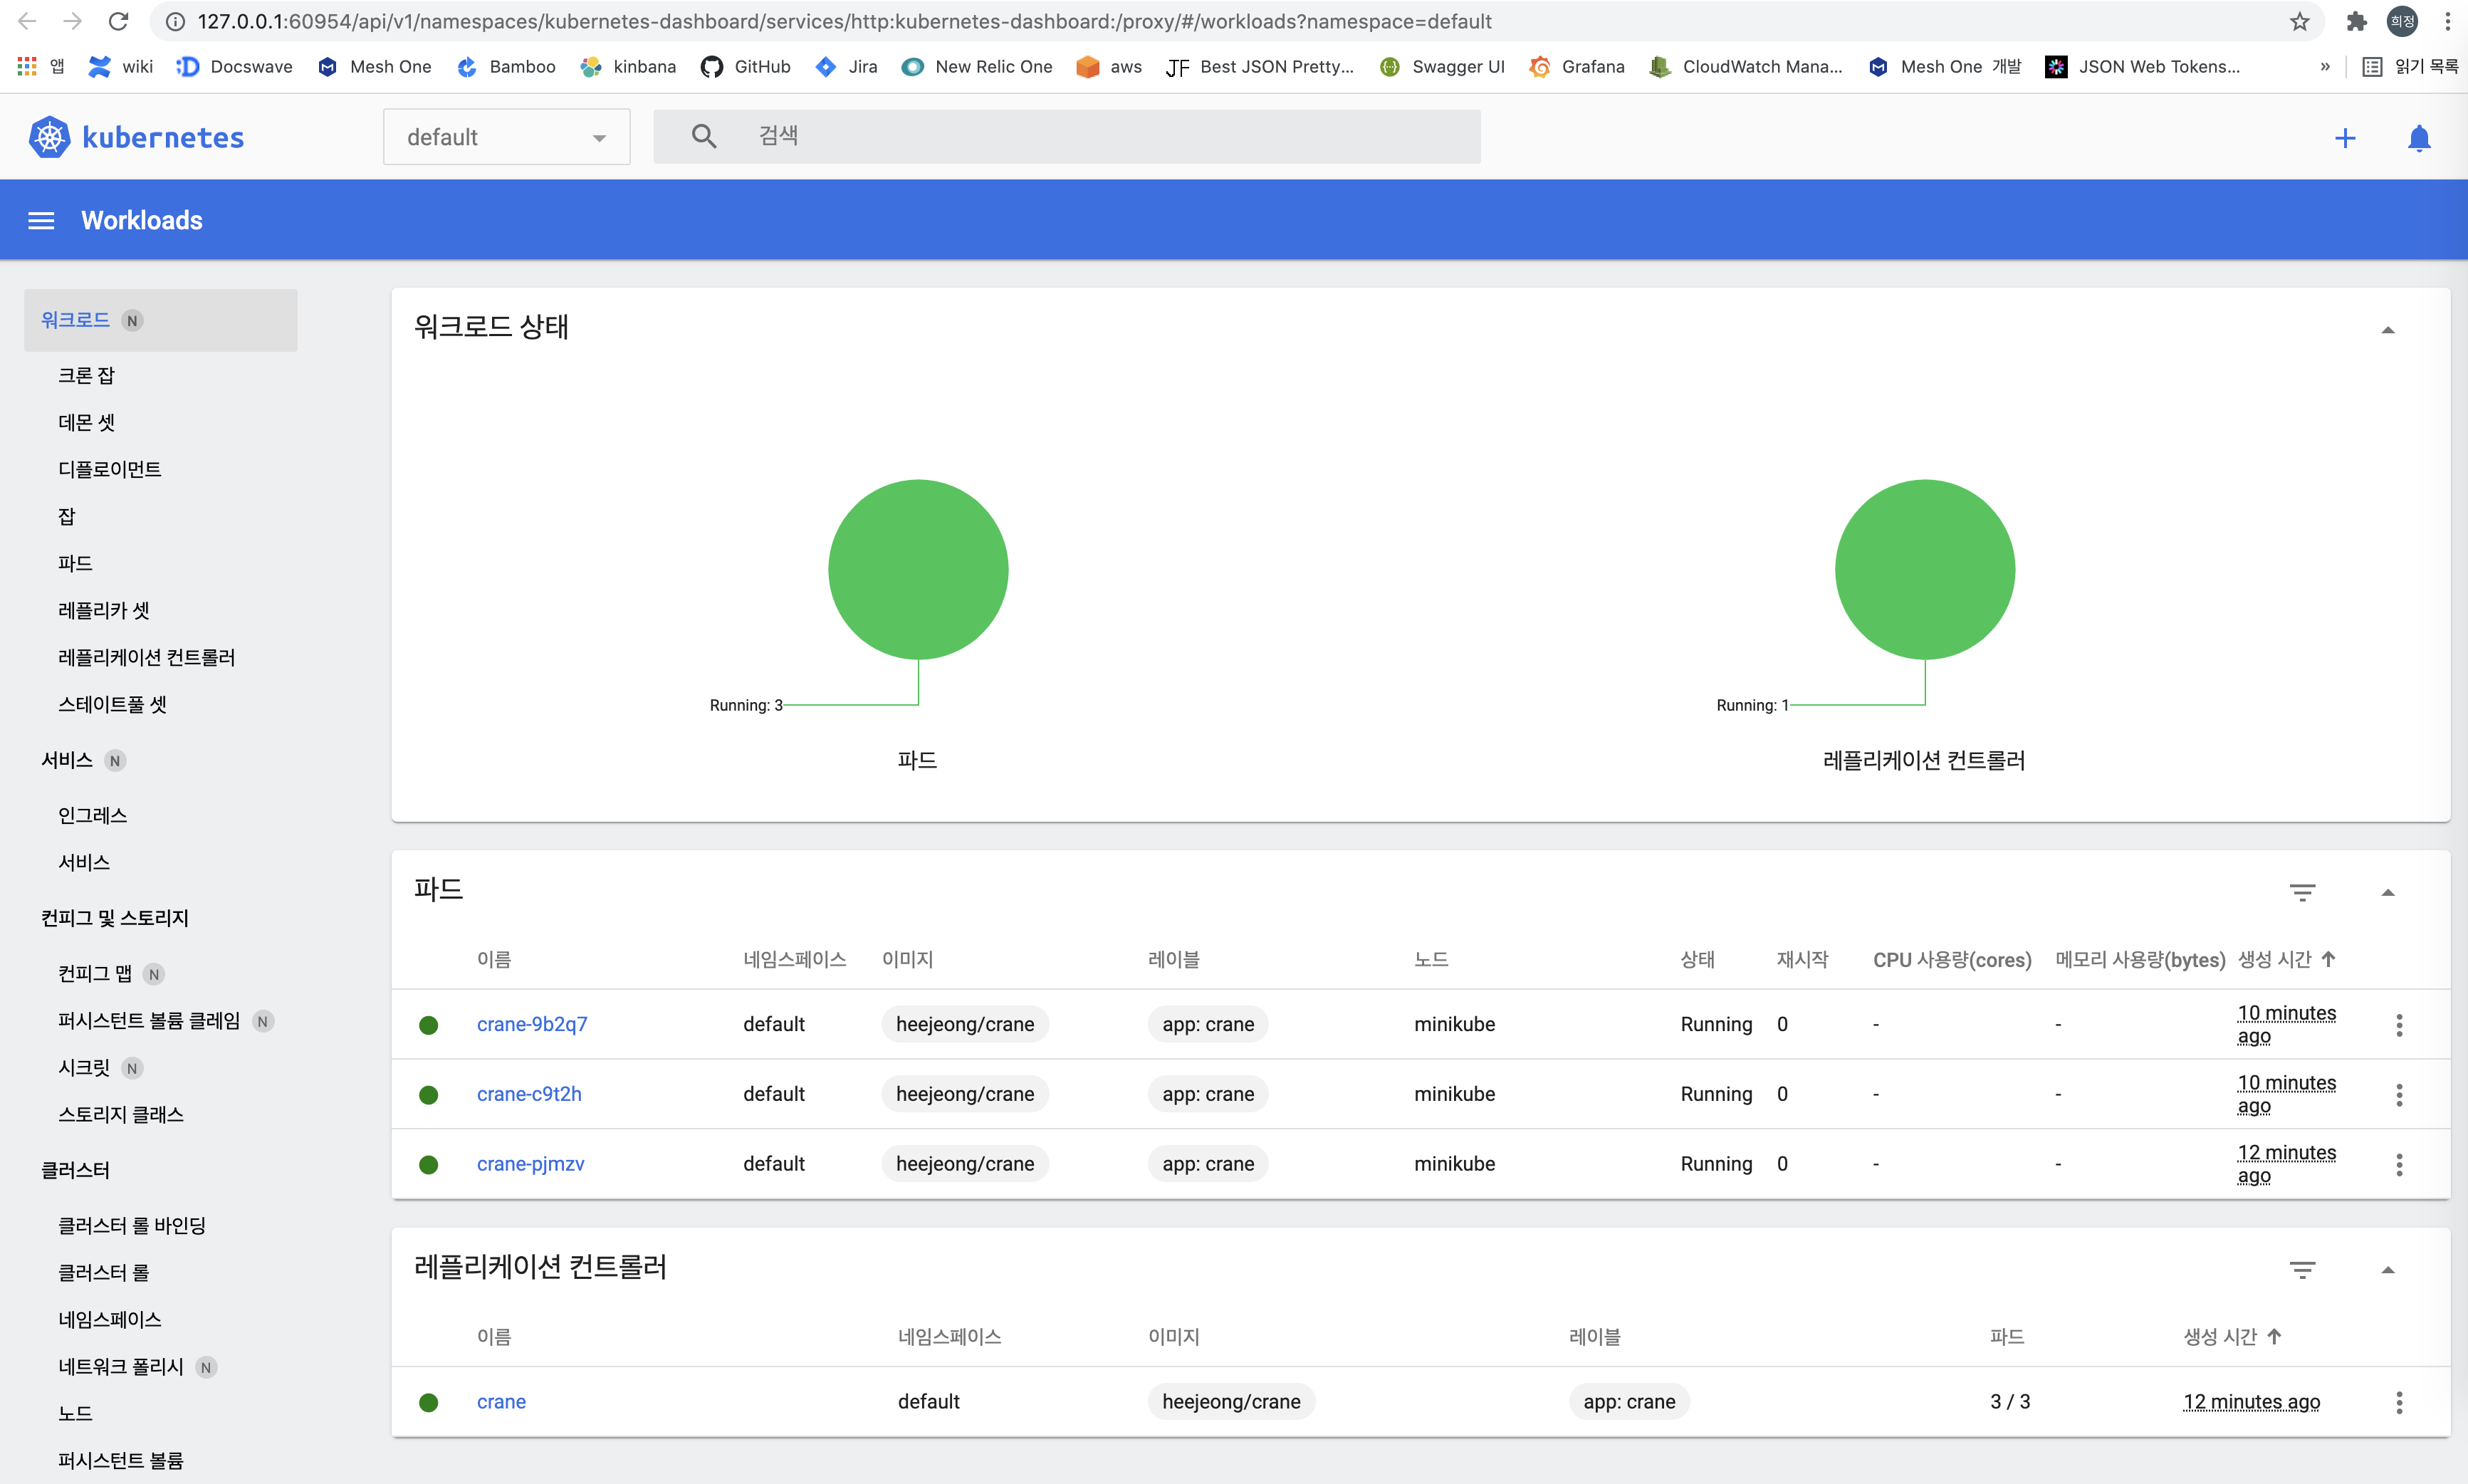 127.0.0.1:60954/api/v1/namespaces/kubernetes-dashboard/services/http:kubernetes-dashboard:/proxy/#/workloads?namespace=default
희정
앱 wiki Docswave Mesh One Bamboo kinbana GitHub Jira New Relic One aws Best JSON Pretty... Swagger UI Grafana CloudWatch Mana... Mesh One 개발 JSON Web Tokens... » 읽기 목록
kubernetes default 검색
Workloads
워크로드 N
크론 잡
데몬 셋
디플로이먼트
잡
파드
레플리카 셋
레플리케이션 컨트롤러
스테이트풀 셋
서비스 N
인그레스
서비스
컨피그 및 스토리지
컨피그 맵 N
퍼시스턴트 볼륨 클레임 N
시크릿 N
스토리지 클래스
클러스터
클러스터 롤 바인딩
클러스터 롤
네임스페이스
네트워크 폴리시 N
노드
퍼시스턴트 볼륨
워크로드 상태
Running: 3
파드
Running: 1
레플리케이션 컨트롤러
파드
이름 네임스페이스 이미지 레이블 노드 상태 재시작 CPU 사용량(cores) 메모리 사용량(bytes) 생성 시간
crane-9b2q7 default heejeong/crane app: crane minikube Running 0 - - 10 minutes ago
crane-c9t2h default heejeong/crane app: crane minikube Running 0 - - 10 minutes ago
crane-pjmzv default heejeong/crane app: crane minikube Running 0 - - 12 minutes ago
레플리케이션 컨트롤러
이름 네임스페이스 이미지 레이블 파드 생성 시간
crane default heejeong/crane app: crane 3 / 3 12 minutes ago